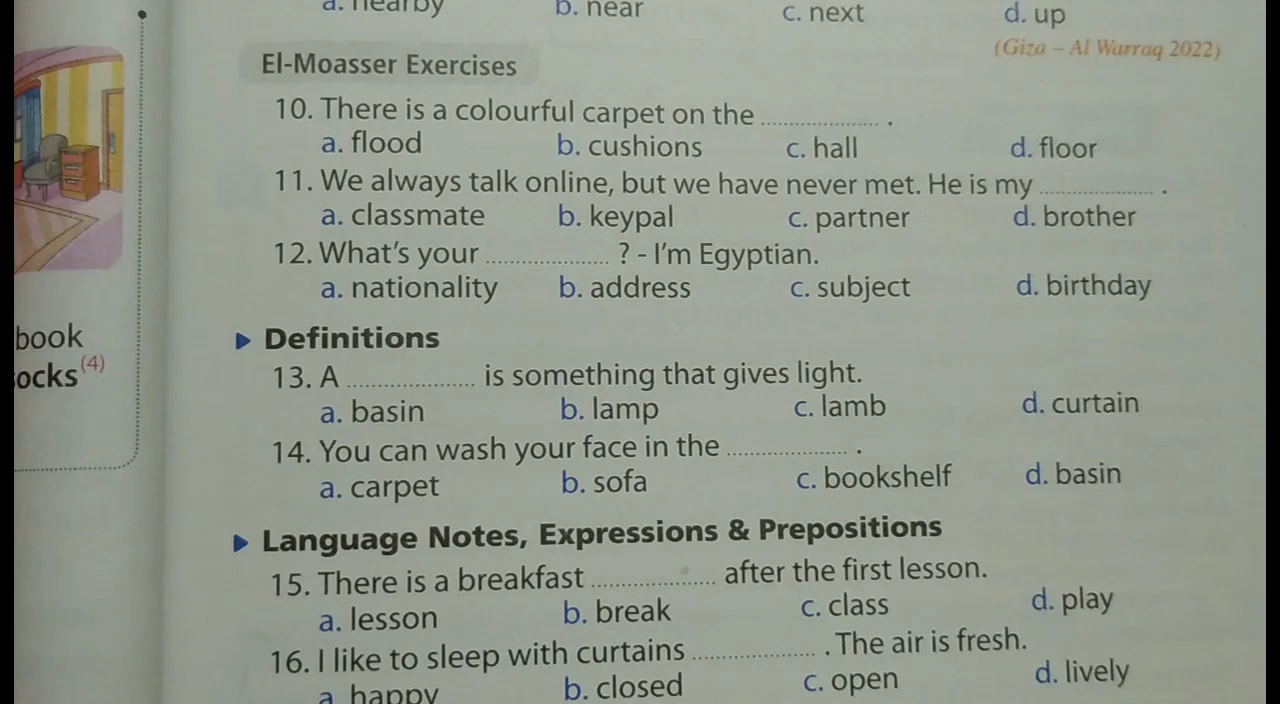 a. nearby b. near c. next d. up
(Giza – Al Warraq 2022)
El-Moasser Exercises
10. There is a colourful carpet on the .................... .
a. flood b. cushions c. hall d. floor
11. We always talk online, but we have never met. He is my .................... .
a. classmate b. keypal c. partner d. brother
12. What's your .................... ? - I'm Egyptian.
a. nationality b. address c. subject d. birthday
book
ocks (4)
▶ Definitions
13. A .................... is something that gives light.
a. basin b. lamp c. lamb d. curtain
14. You can wash your face in the .................... .
a. carpet b. sofa c. bookshelf d. basin
▶ Language Notes, Expressions & Prepositions
15. There is a breakfast .................... after the first lesson.
a. lesson b. break c. class d. play
16. I like to sleep with curtains .................... . The air is fresh.
a. happy b. closed c. open d. lively